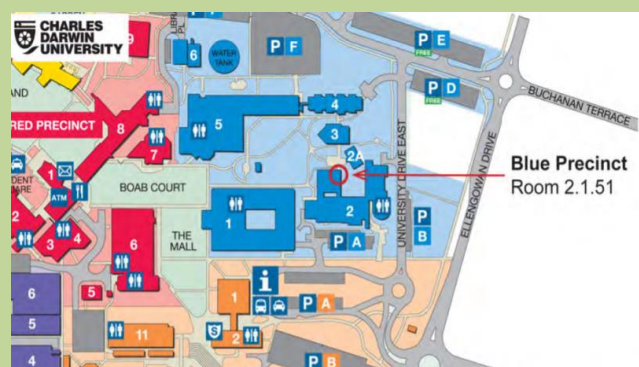 CHARLES
DARWIN
UNIVERSITY
9
6
WATER
TANK
P F
P E
FREE
P D
FREE
BUCHANAN TERRACE
RED PRECINCT
8
7
5
4
3
2A
Blue Precinct
Room 2.1.51
BOAB COURT
1
ATM
2
3
4
6
THE
MALL
1
2
P A
P
B
UNIVERSITY DRIVE EAST
ELLENGOWAN DRIVE
i
5
6
5
4
11
1
S
2
P A
P B